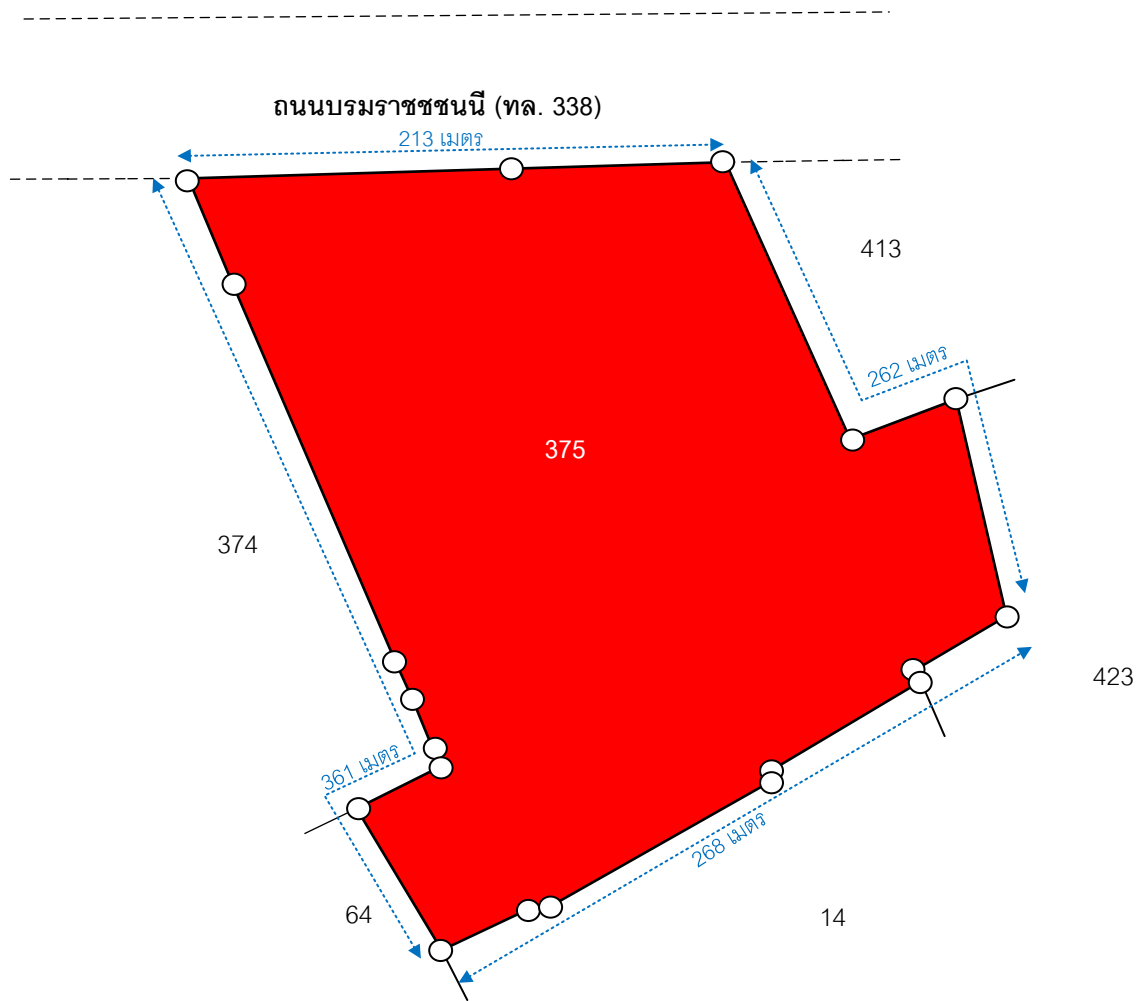 ถนนบรมราชชชนนี (ทล. 338)
213 เมตร
413
262 เมตร
375
374
423
361 เมตร
268 เมตร
64
14